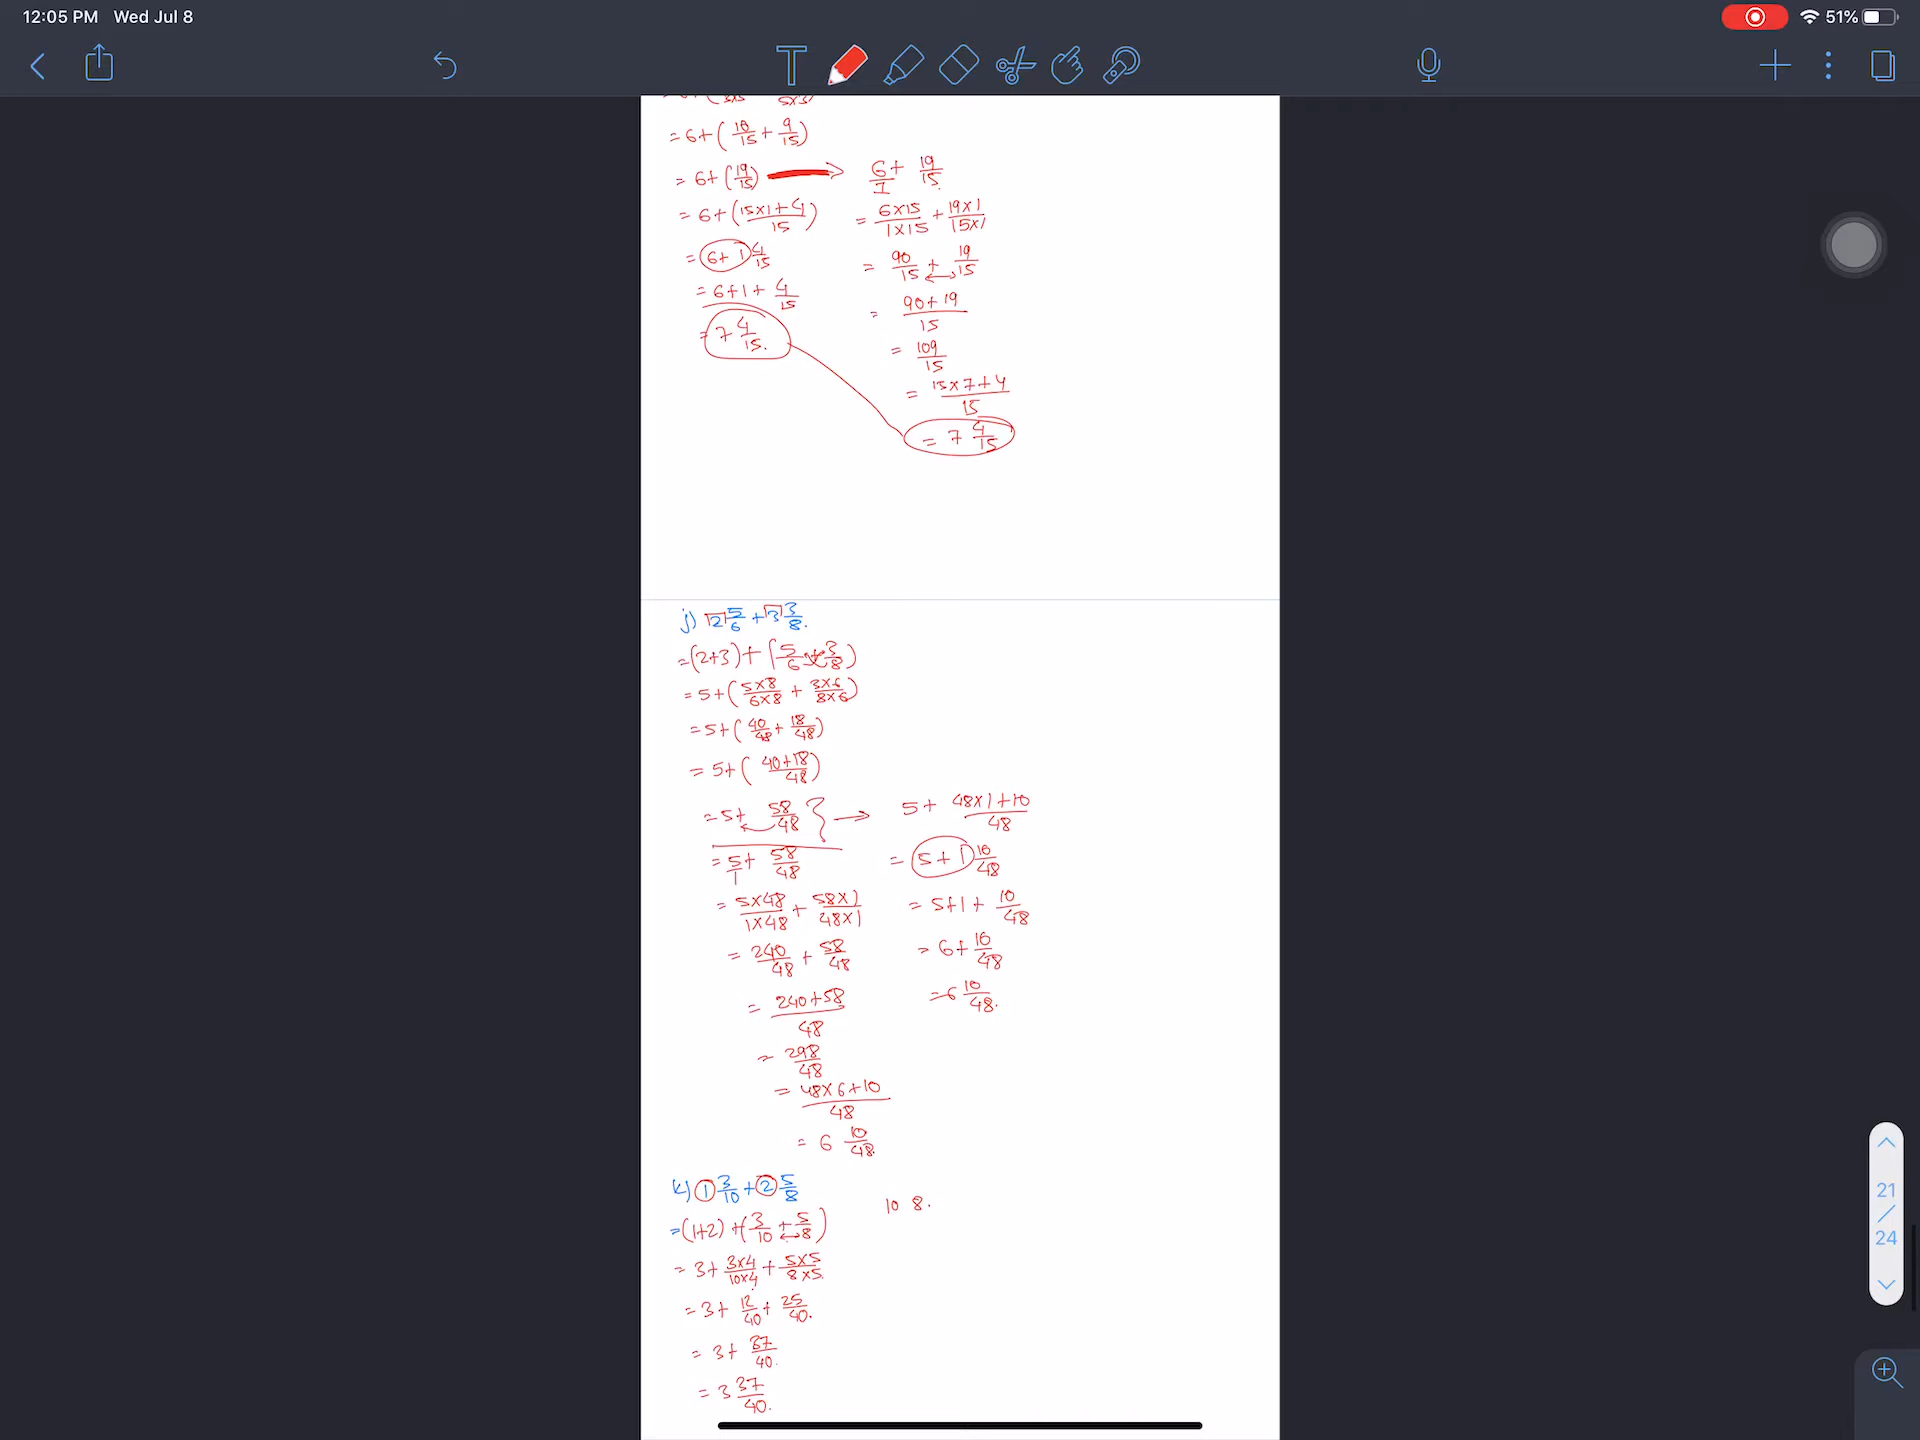 12:05 PM Wed Jul 8
51%
= 6+(10/15 + 9/15)
= 6+(19/15)
= 6+(15×1+4/15)
= 6+1 4/15
= 6+1+ 4/15
= 7 4/15.
6/1 + 19/15.
= 6×15/1×15 + 19×1/15×1
= 90/15 + 19/15
= 90+19/15
= 109/15
= 15×7+4/15
= 7 4/15
j) 2 5/6 + 3 3/8.
=(2+3)+(5/6 + 3/8)
= 5+(5×8/6×8 + 3×6/8×6)
= 5+(40/48 + 18/48)
= 5+(40+18/48)
= 5+ 58/48
= 5/1 + 58/48
= 5×48/1×48 + 58×1/48×1
= 240/48 + 58/48
= 240+58/48
= 298/48
= 48×6+10/48
= 6 10/48.
5+ 48×1+10/48
= 5+1 10/48
= 5+1+ 10/48
= 6+ 10/48
= 6 10/48.
k) 1 3/10 + 2 5/8
=(1+2)+(3/10 + 5/8)
= 3+ 3×4/10×4 + 5×5/8×5.
= 3+ 12/40 + 25/40.
= 3+ 37/40.
= 3 37/40.
10 8.
21
/
24